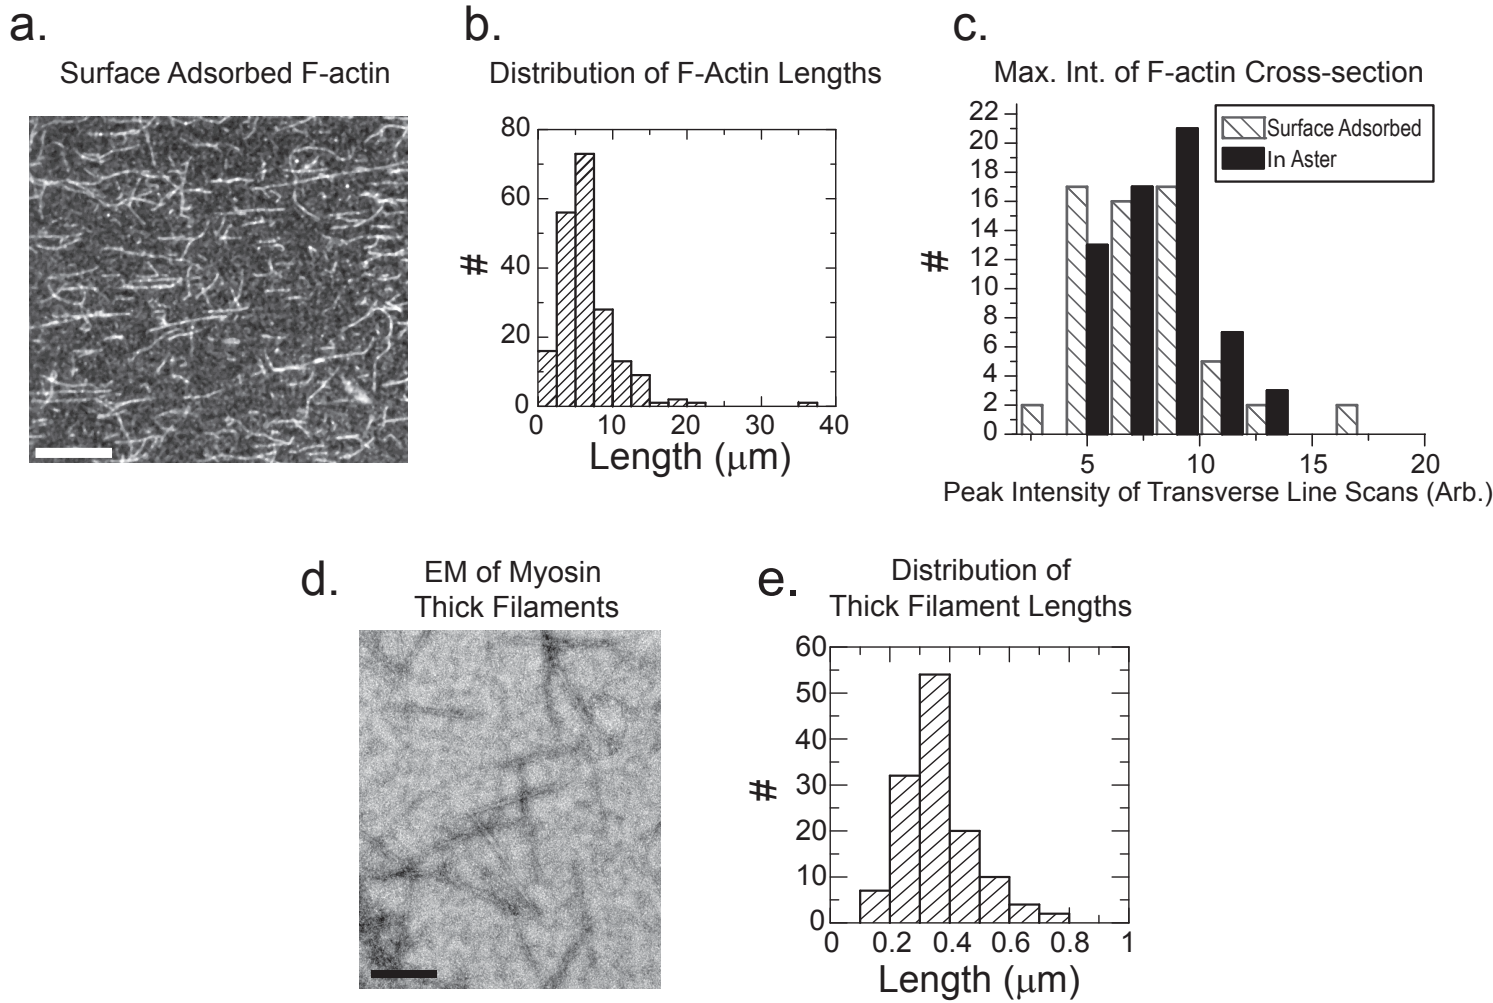 a.
Surface Adsorbed F-actin
b.
Distribution of F-Actin Lengths
80
60
40
20
0
#
0 10 20 30 40
Length (μm)
c.
Max. Int. of F-actin Cross-section
22
20
18
16
14
12
10
8
6
4
2
0
#
Surface Adsorbed
In Aster
5 10 15 20
Peak Intensity of Transverse Line Scans (Arb.)
d.
EM of Myosin
Thick Filaments
e.
Distribution of
Thick Filament Lengths
60
50
40
30
20
10
0
#
0 0.2 0.4 0.6 0.8 1
Length (μm)